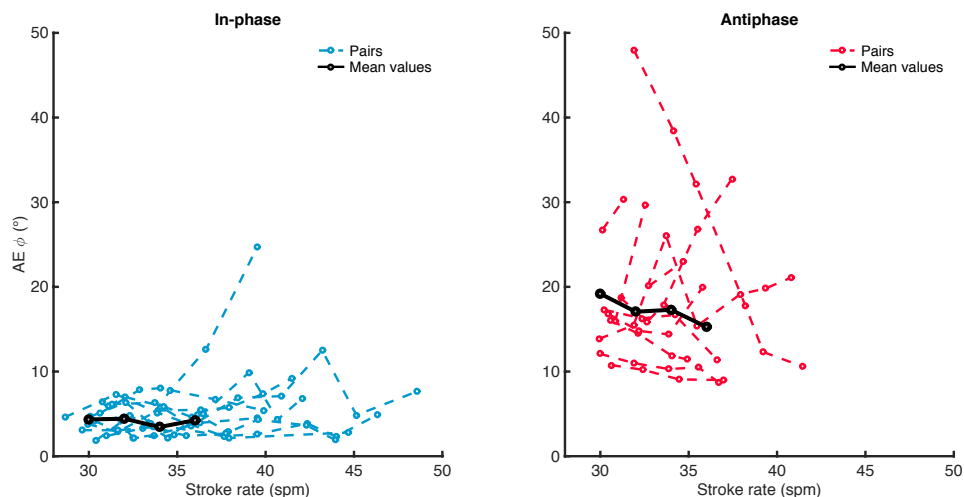 In-phase
Pairs
Mean values
AE ϕ (°)
50
40
30
20
10
0
30 35 40 45 50
Stroke rate (spm)
Antiphase
Pairs
Mean values
50
40
30
20
10
0
30 35 40 45 50
Stroke rate (spm)